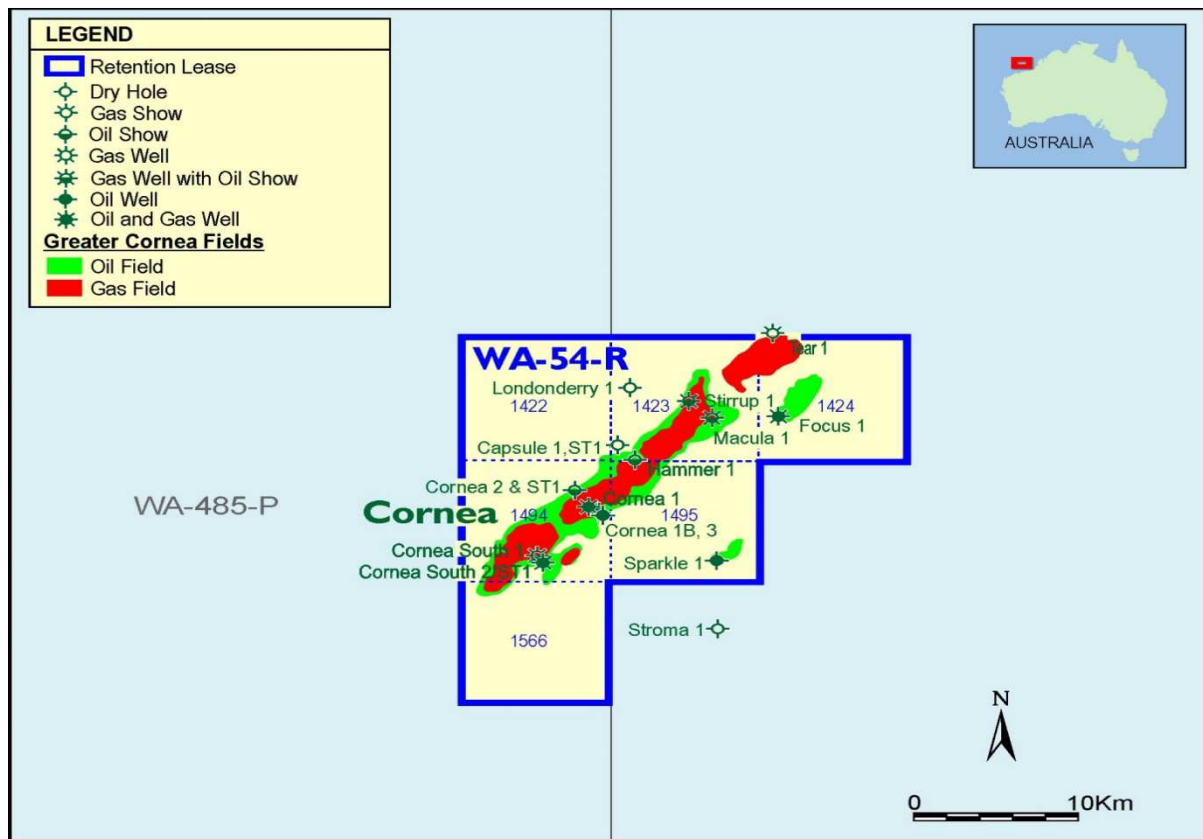 LEGEND
Retention Lease
Dry Hole
Gas Show
Oil Show
Gas Well
Gas Well with Oil Show
Oil Well
Oil and Gas Well
Greater Cornea Fields
Oil Field
Gas Field
AUSTRALIA
WA-54-R
Tear 1
Londonderry 1
1422
1423
Stirrup 1
1424
Macula 1
Focus 1
Capsule 1,ST1
Hammer 1
Cornea 2 & ST1
Cornea 1
WA-485-P
Cornea
1494
1495
Cornea 1B, 3
Cornea South 1
Sparkle 1
Cornea South 2/ST1
Stroma 1
1566
N
0 10Km